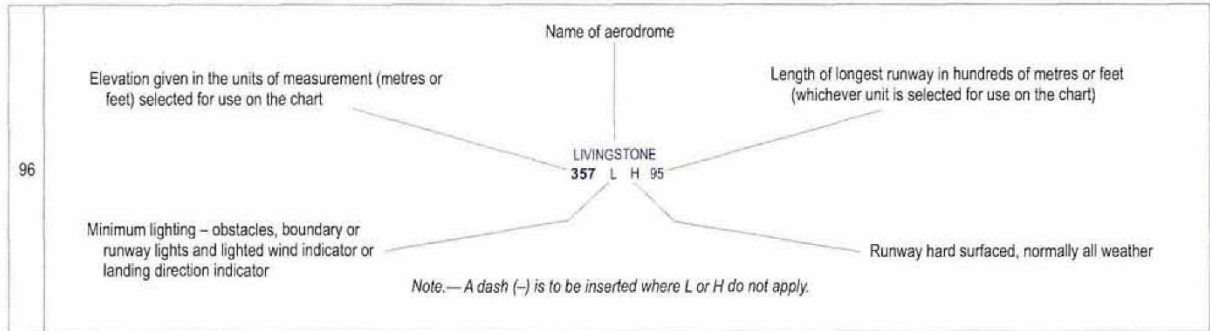 96
Name of aerodrome
Elevation given in the units of measurement (metres or
feet) selected for use on the chart
Length of longest runway in hundreds of metres or feet
(whichever unit is selected for use on the chart)
LIVINGSTONE
357 L H 95
Minimum lighting – obstacles, boundary or
runway lights and lighted wind indicator or
landing direction indicator
Runway hard surfaced, normally all weather
Note.— A dash (–) is to be inserted where L or H do not apply.